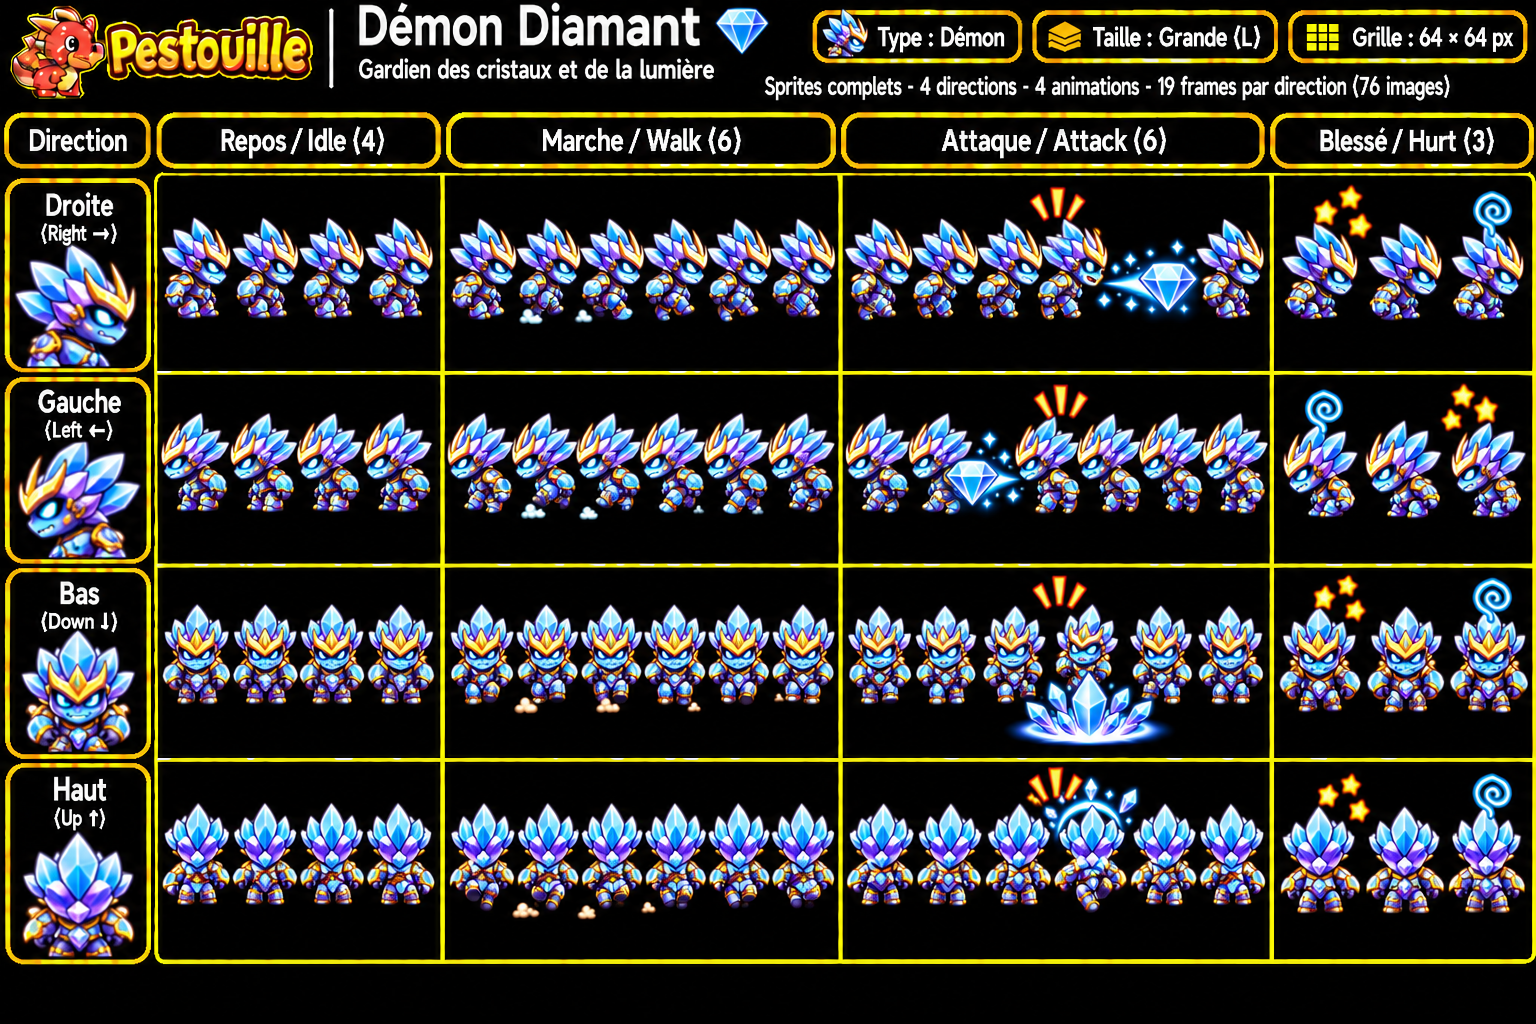 Pestouille
Démon Diamant
Gardien des cristaux et de la lumière
Type : Démon
Taille : Grande (L)
Grille : 64 × 64 px
Sprites complets - 4 directions - 4 animations - 19 frames par direction (76 images)
Direction
Repos / Idle (4)
Marche / Walk (6)
Attaque / Attack (6)
Blessé / Hurt (3)
Droite
(Right →)
Gauche
(Left ←)
Bas
(Down ↓)
Haut
(Up ↑)